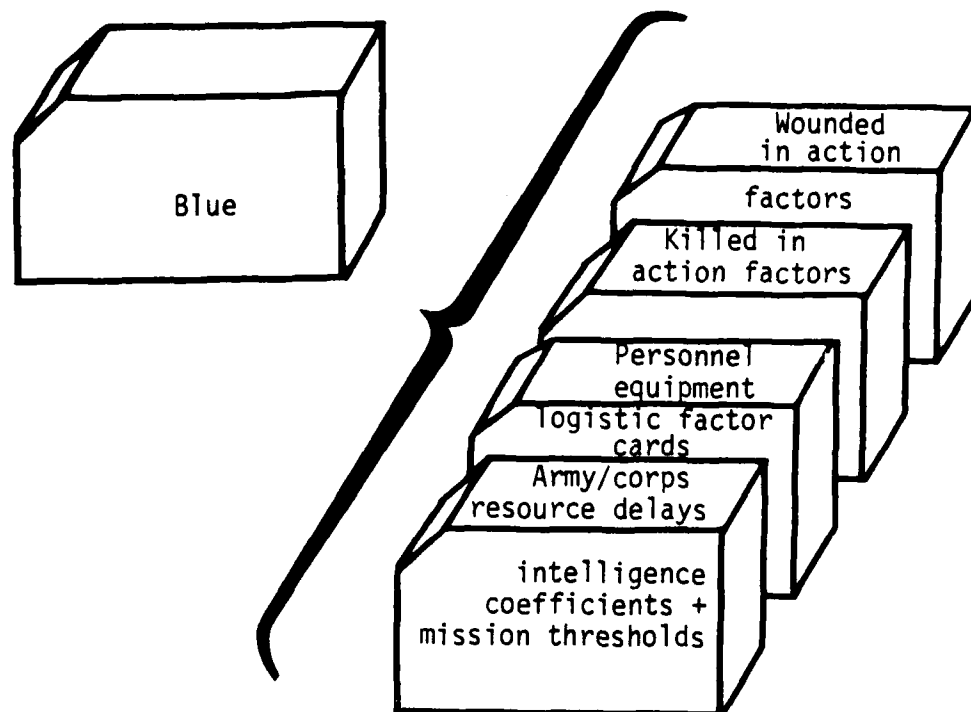 Blue
Wounded
in action
factors
Killed in
action factors
Personnel
equipment
logistic factor
cards
Army/corps
resource delays
intelligence
coefficients +
mission thresholds